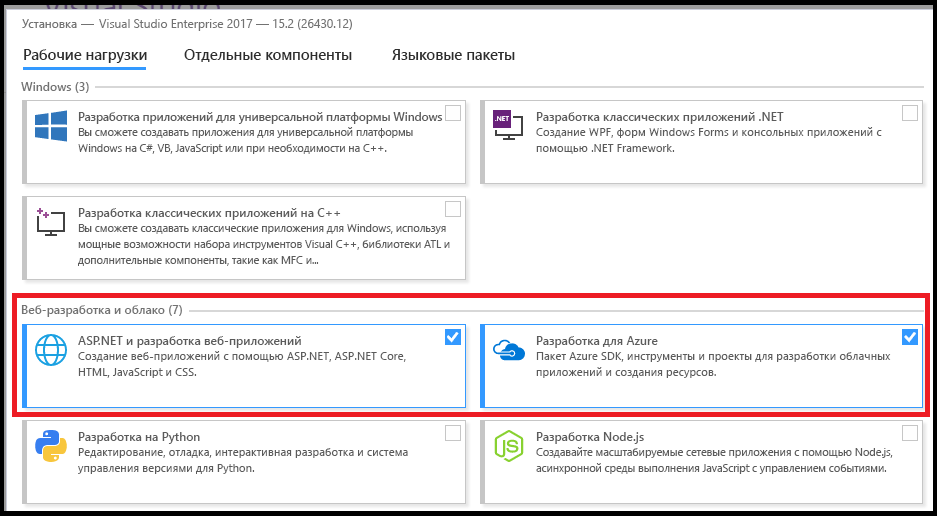 Установка — Visual Studio Enterprise 2017 — 15.2 (26430.12)
Рабочие нагрузки Отдельные компоненты Языковые пакеты
Windows (3)
Разработка приложений для универсальной платформы Windows
Вы сможете создавать приложения для универсальной платформы
Windows на C#, VB, JavaScript или при необходимости на C++.
.NET
Разработка классических приложений .NET
Создание WPF, форм Windows Forms и консольных приложений с
помощью .NET Framework.
Разработка классических приложений на C++
Вы сможете создавать классические приложения для Windows, используя
мощные возможности набора инструментов Visual C++, библиотеки ATL и
дополнительные компоненты, такие как MFC и...
Веб-разработка и облако (7)
ASP.NET и разработка веб-приложений
Создание веб-приложений с помощью ASP.NET, ASP.NET Core,
HTML, JavaScript и CSS.
Разработка для Azure
Пакет Azure SDK, инструменты и проекты для разработки облачных
приложений и создания ресурсов.
Разработка на Python
Редактирование, отладка, интерактивная разработка и система
управления версиями для Python.
JS
Разработка Node.js
Создавайте масштабируемые сетевые приложения с помощью Node.js,
асинхронной среды выполнения JavaScript с управлением событиями.